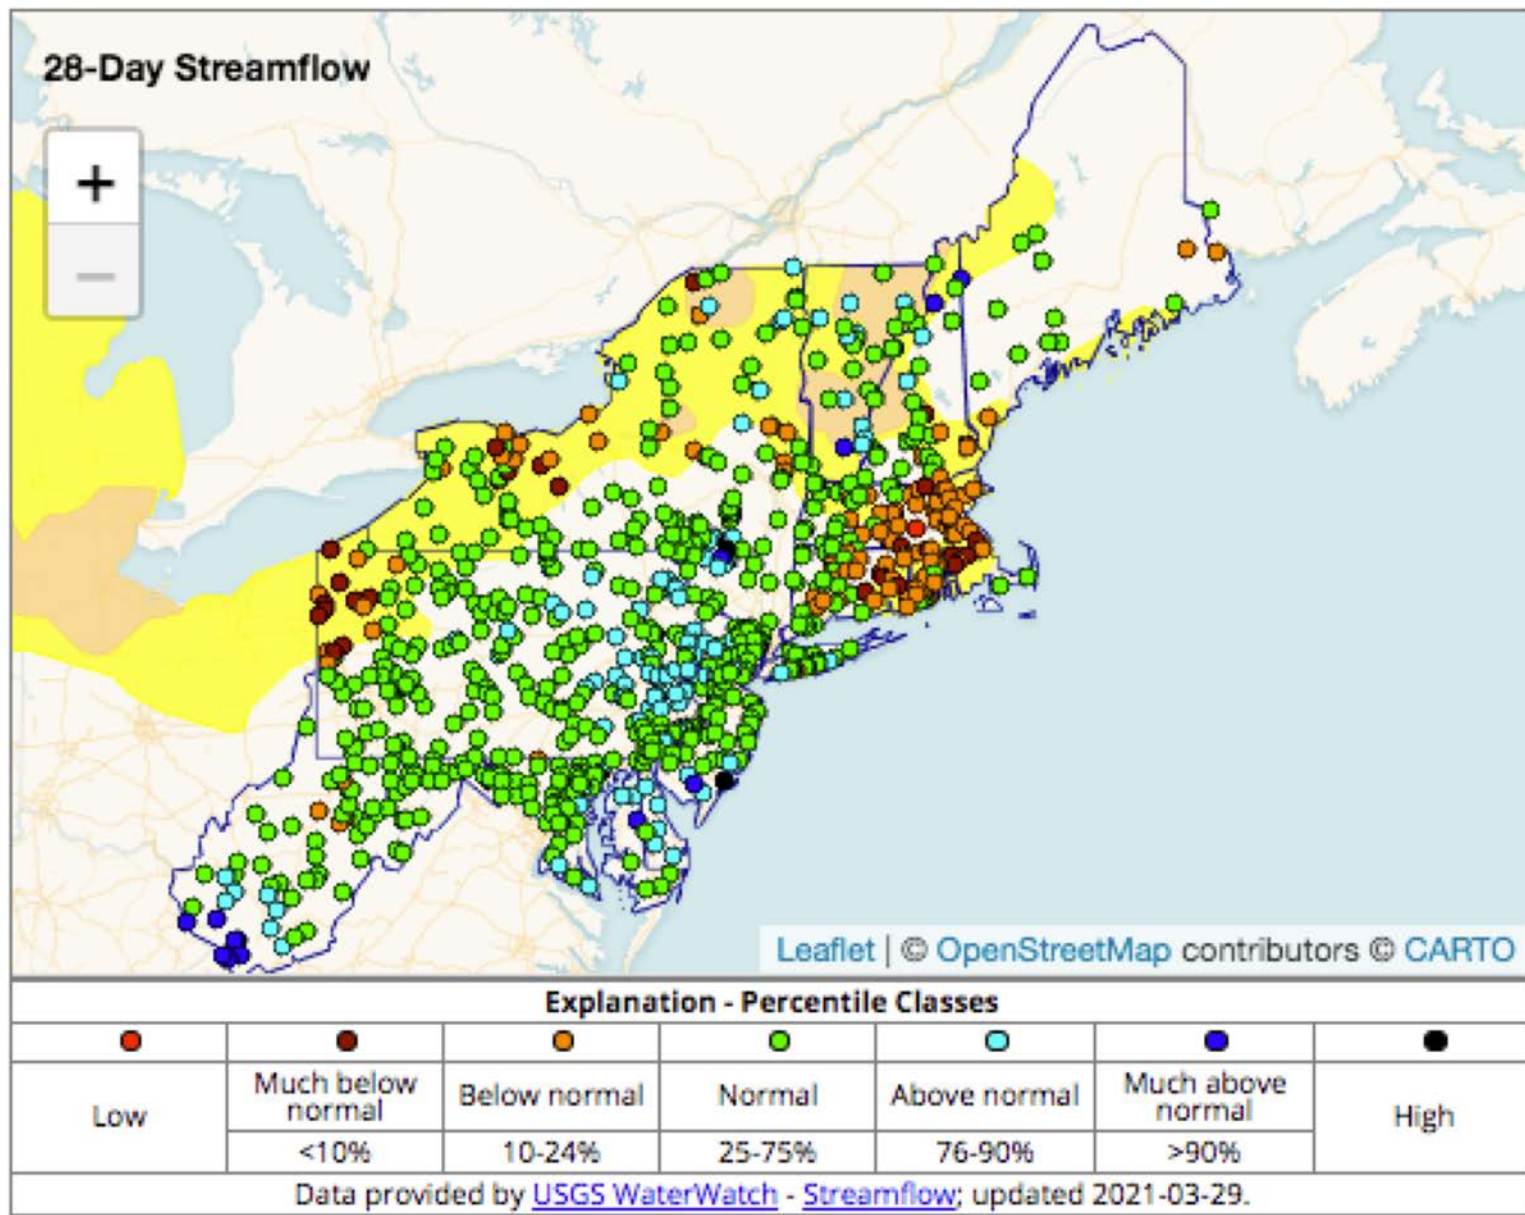 28-Day Streamflow
+
−
Leaflet | © OpenStreetMap contributors © CARTO
Explanation - Percentile Classes
Low
Much below
normal
<10%
Below normal
10-24%
Normal
25-75%
Above normal
76-90%
Much above
normal
>90%
High
Data provided by USGS WaterWatch - Streamflow; updated 2021-03-29.